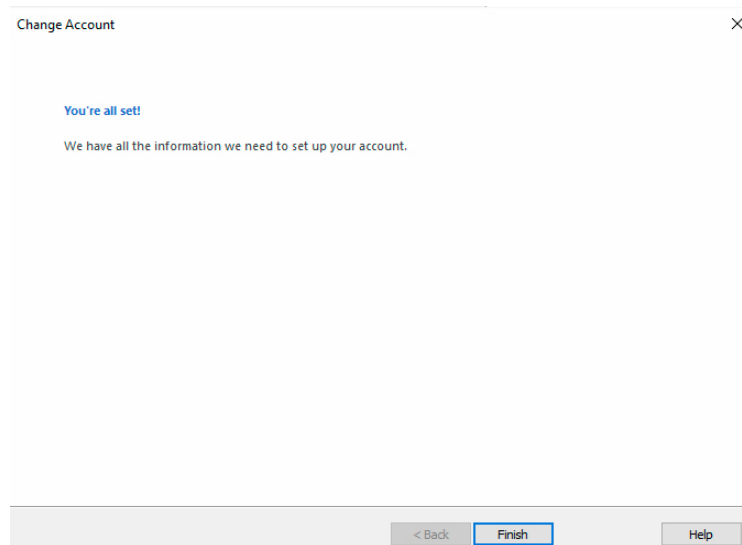 Change Account
You're all set!
We have all the information we need to set up your account.
< Back Finish Help